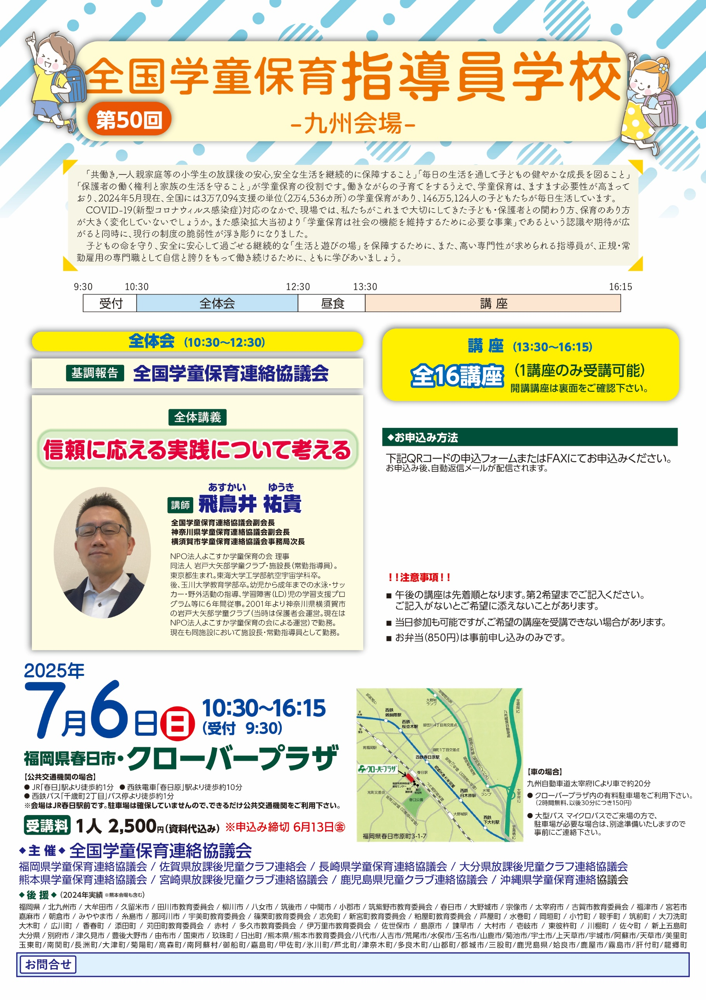 全国学童保育指導員学校
第50回
-九州会場-
「共働き,一人親家庭等の小学生の放課後の安心,安全な生活を継続的に保障すること」「毎日の生活を通して子どもの健やかな成長を図ること」
「保護者の働く権利と家族の生活を守ること」が学童保育の役割です。働きながらの子育てをするうえで、学童保育は、ますます必要性が高まって
おり、2024年5月現在、全国には3万7,094支援の単位（2万4,536カ所）の学童保育があり、146万5,124人の子どもたちが毎日生活しています。
COVID-19(新型コロナウィルス感染症)対応のなかで、現場では、私たちがこれまで大切にしてきた子ども・保護者との関わり方、保育のあり方
が大きく変化していないでしょうか。また感染拡大当初より「学童保育は社会の機能を維持するために必要な事業」であるという認識や期待が広
がると同時に、現行の制度の脆弱性が浮き彫りになりました。
子どもの命を守り、安全に安心して過ごせる継続的な「生活と遊びの場」を保障するために、また、高い専門性が求められる指導員が、正規・常
勤雇用の専門職として自信と誇りをもって働き続けるために、ともに学びあいましょう。
9:30 10:30 12:30 13:30 16:15
受付 全体会 昼食 講 座
全体会 (10:30～12:30)
基調報告 全国学童保育連絡協議会
全体講義
信頼に応える実践について考える
あすかい ゆうき
講師 飛鳥井 祐貴
全国学童保育連絡協議会副会長
神奈川県学童保育連絡協議会副会長
横須賀市学童保育連絡協議会事務局次長
NPO法人よこすか学童保育の会 理事
同法人 岩戸大矢部学童クラブ・施設長（常勤指導員）。
東京都生まれ。東海大学工学部航空宇宙学科卒。
後、玉川大学教育学部卒。幼児から成年までの水泳・サッ
カー・野外活動の指導、学習障害（LD）児の学習支援プロ
グラム等に6年間従事。2001年より神奈川県横須賀市
の岩戸大矢部学童クラブ（当時は保護者会運営。現在は
NPO法人よこすか学童保育の会による運営）で勤務。
現在も同施設において施設長・常勤指導員として勤務。
講 座 (13:30～16:15)
全16講座 （1講座のみ受講可能）
開講講座は裏面をご確認下さい。
◆お申込み方法
下記QRコードの申込フォームまたはFAXにてお申込みください。
お申込み後、自動返信メールが配信されます。
!!注意事項!!
■ 午後の講座は先着順となります。第2希望までご記入ください。
ご記入がないとご希望に添えないことがあります。
■ 当日参加も可能ですが、ご希望の講座を受講できない場合があります。
■ お弁当（850円）は事前申し込みのみです。
2025年
7月6日㊐ 10:30～16:15
（受付 9:30）
福岡県春日市・クローバープラザ
【公共交通機関の場合】
● JR「春日」駅より徒歩約1分 ● 西鉄電車「春日原」駅より徒歩約10分
● 西鉄バス「千歳町2丁目」バス停より徒歩約1分
※会場はJR春日駅前です。駐車場は確保していませんので、できるだけ公共交通機関をご利用下さい。
受講料 1人 2,500円（資料代込み） ※申込み締切 6月13日㊎
大野城
ランプ
至福岡IC
九州縦貫自動車道
西鉄
雑餉隈駅
西鉄
桜並木駅
御笠川4丁目南交差点
南福岡駅
錦町1丁目交差点
西鉄春日原駅
クローバープラザ
春日駅
西鉄天神大牟田線
光町交差点
春日公園
西鉄
白木原駅
水城
ランプ
太宰府IC
大野城駅
西鉄
下大利駅
至鳥栖IC
福岡県春日市原町3-1-7
【車の場合】
九州自動車道太宰府ICより車で約20分
● クローバープラザ内の有料駐車場をご利用下さい。
（2時間無料、以後30分につき150円）
● 大型バス マイクロバスでご来場の方で、
駐車場が必要な場合は、別途準備いたしますので
事前にご連絡下さい。
◆主 催◆ 全国学童保育連絡協議会
福岡県学童保育連絡協議会 / 佐賀県放課後児童クラフ連絡会 / 長崎県学童保育連絡協議会 / 大分県放課後児童クラフ連絡協議会
熊本県学童保育連絡協議会 / 宮崎県放課後児童クラブ連絡協議会 / 鹿児島県児童クラブ連絡協議会 / 沖縄県学童保育連絡協議会
◆後 援◆（2024年実績 ※熊本会場も含む）
福岡県 / 北九州市 / 大牟田市 / 久留米市 / 田川市教育委員会 / 柳川市 / 八女市 / 筑後市 / 中間市 / 小郡市 / 筑紫野市教育委員会 / 春日市 / 大野城市 / 宗像市 / 太宰府市 / 古賀市教育委員会 / 福津市 / 宮若市
嘉麻市 / 朝倉市 / みやま市 / 糸島市 / 那珂川市 / 宇美町教育委員会 / 篠栗町教育委員会 / 志免町 / 新宮町教育委員会 / 粕屋町教育委員会 / 芦屋町 / 水巻町 / 岡垣町 / 小竹町 / 鞍手町 / 筑前町 / 大刀洗町
大木町 / 広川町 / 香春町 / 添田町 / 苅田町教育委員会 / 赤村 / 多久市教育委員会 / 伊万里市教育委員会 / 佐世保市 / 島原市 / 諫早市 / 大村市 / 壱岐市 / 東彼杵町 / 川棚町 / 佐々町 / 新上五島町
大分県 / 別府市 / 津久見市 / 豊後大野市 / 由布市 / 国東市 / 玖珠町 / 日出町 /熊本県/熊本市教育委員会/八代市/人吉市/荒尾市/水俣市/玉名市/山鹿市/菊池市/宇土市/上天草市/宇城市/阿蘇市/天草市/美里町
玉東町/南関町/長洲町/大津町/菊陽町/高森町/南阿蘇村/御船町/嘉島町/甲佐町/氷川町/芦北町/津奈木町/多良木町/山都町/都城市/三股町/鹿児島県/姶良市/鹿屋市/霧島市/肝付町/龍郷町
お問合せ